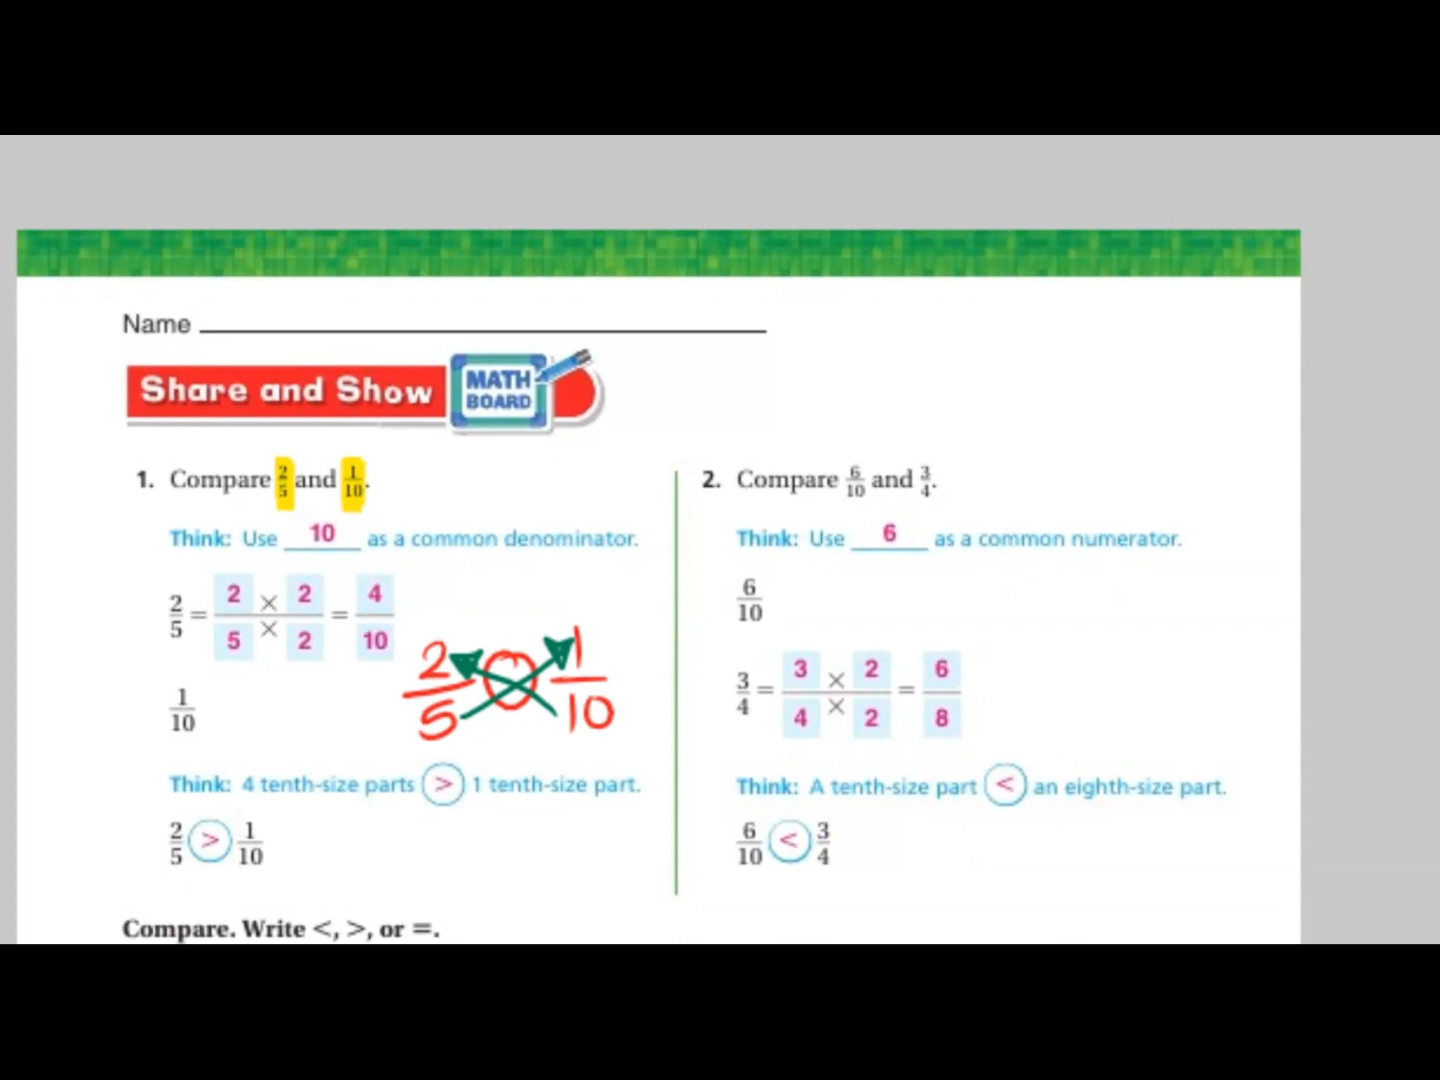 Name
Share and Show MATH BOARD
1. Compare 2/5 and 1/10.
Think: Use 10 as a common denominator.
2/5 = 2 × 2 / 5 × 2 = 4/10
1/10
2/5 1/10
Think: 4 tenth-size parts > 1 tenth-size part.
2/5 > 1/10
2. Compare 6/10 and 3/4.
Think: Use 6 as a common numerator.
6/10
3/4 = 3 × 2 / 4 × 2 = 6/8
Think: A tenth-size part < an eighth-size part.
6/10 < 3/4
Compare. Write <, >, or =.